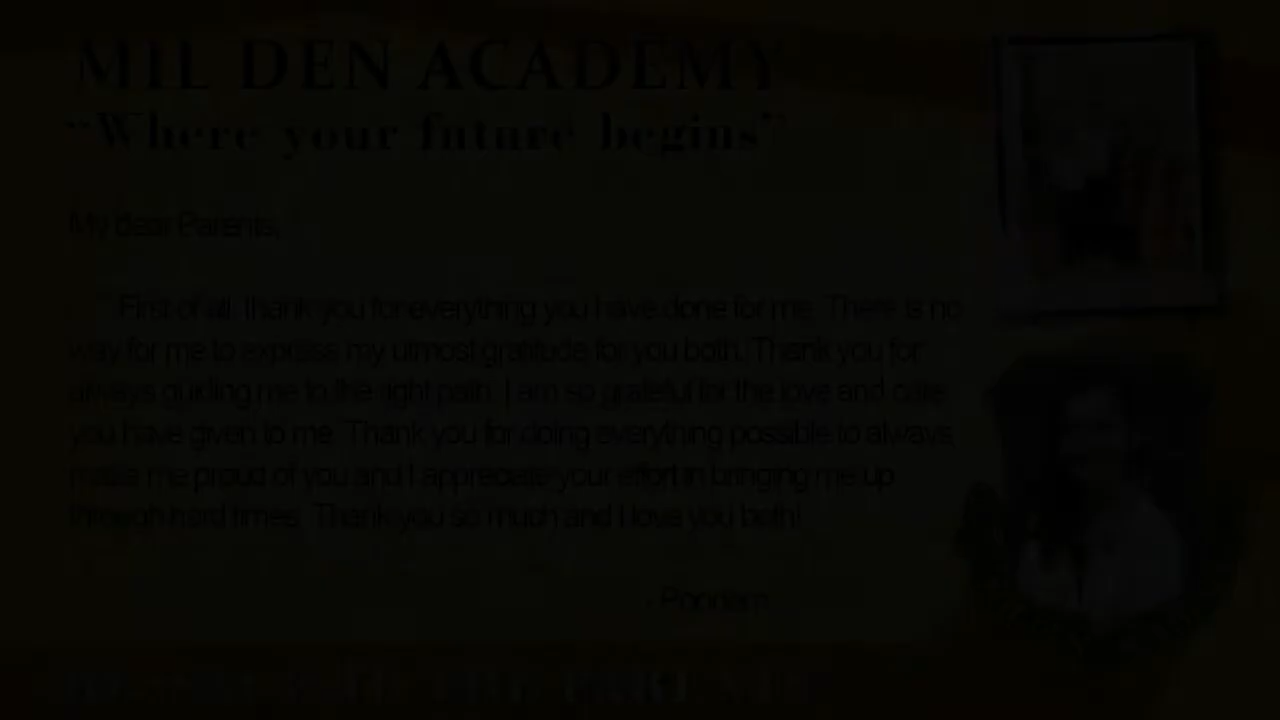 MIL DEN ACADEMY
"Where your future begins"
My dear Parents,
First of all, thank you for everything you have done for me. There is no
way for me to express my utmost gratitude for you both. Thank you for
always guiding me to the right path. I am so grateful for the love and care
you have given to me. Thank you for doing everything possible to always
make me proud of you and I appreciate your effort in bringing me up
through hard times. Thank you so much and I love you both!